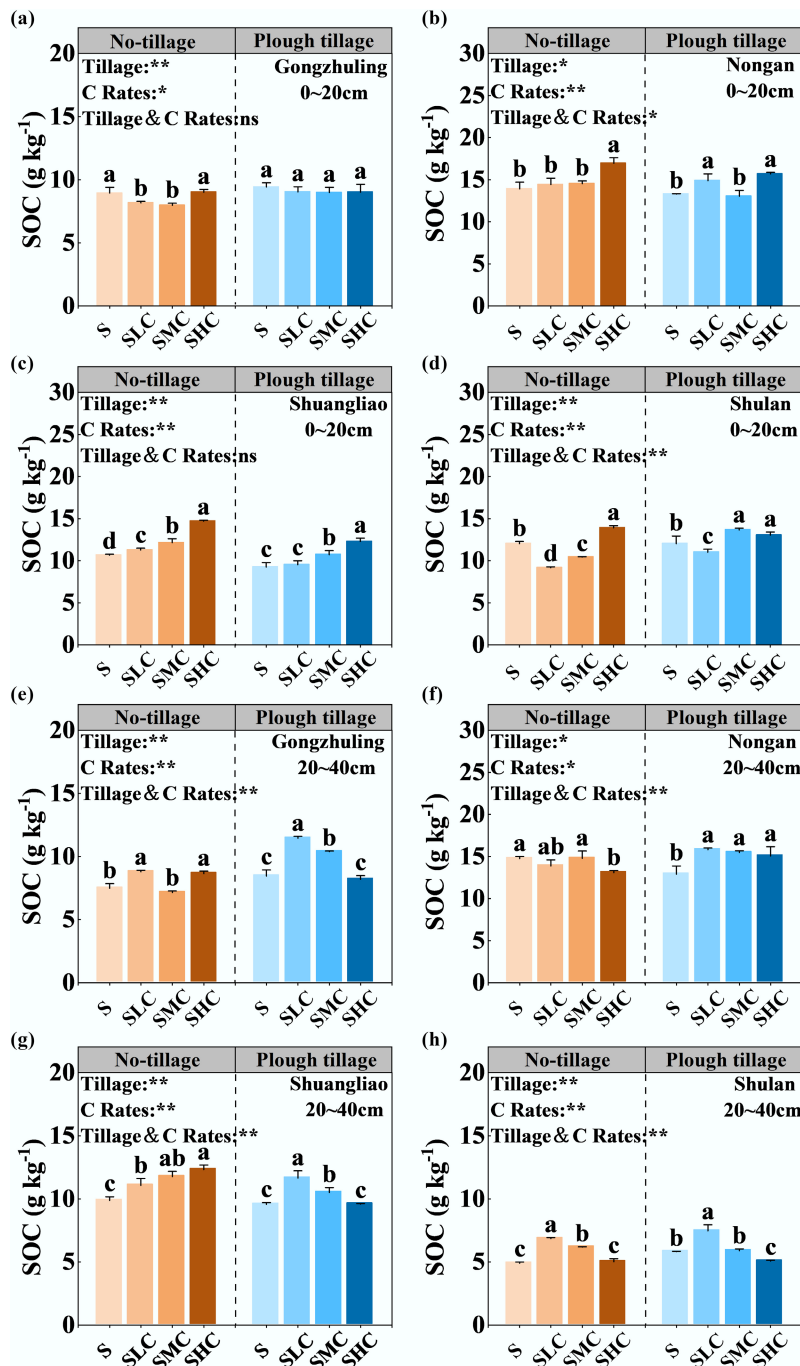 (a)
No-tillage Plough tillage
Tillage:** Gongzhuling
C Rates:* 0~20cm
Tillage & C Rates:ns
SOC (g kg-1)
20
15
10
5
0
a b b a a a a a
S SLC SMC SHC S SLC SMC SHC
(b)
No-tillage Plough tillage
Tillage:* Nongan
C Rates:** 0~20cm
Tillage & C Rates:*
SOC (g kg-1)
30
25
20
15
10
5
0
b b b a b a b a
S SLC SMC SHC S SLC SMC SHC
(c)
No-tillage Plough tillage
Tillage:** Shuangliao
C Rates:** 0~20cm
Tillage & C Rates:ns
SOC (g kg-1)
30
25
20
15
10
5
0
d c b a c c b a
S SLC SMC SHC S SLC SMC SHC
(d)
No-tillage Plough tillage
Tillage:** Shulan
C Rates:** 0~20cm
Tillage & C Rates:**
SOC (g kg-1)
30
25
20
15
10
5
0
b d c a b c a a
S SLC SMC SHC S SLC SMC SHC
(e)
No-tillage Plough tillage
Tillage:** Gongzhuling
C Rates:** 20~40cm
Tillage & C Rates:**
SOC (g kg-1)
20
15
10
5
0
b a b a c a b c
S SLC SMC SHC S SLC SMC SHC
(f)
No-tillage Plough tillage
Tillage:* Nongan
C Rates:* 20~40cm
Tillage & C Rates:**
SOC (g kg-1)
30
25
20
15
10
5
0
a ab a b b a a a
S SLC SMC SHC S SLC SMC SHC
(g)
No-tillage Plough tillage
Tillage:** Shuangliao
C Rates:** 20~40cm
Tillage & C Rates:**
SOC (g kg-1)
20
15
10
5
0
c b ab a c a b c
S SLC SMC SHC S SLC SMC SHC
(h)
No-tillage Plough tillage
Tillage:** Shulan
C Rates:** 20~40cm
Tillage & C Rates:**
SOC (g kg-1)
20
15
10
5
0
c a b c b a b c
S SLC SMC SHC S SLC SMC SHC